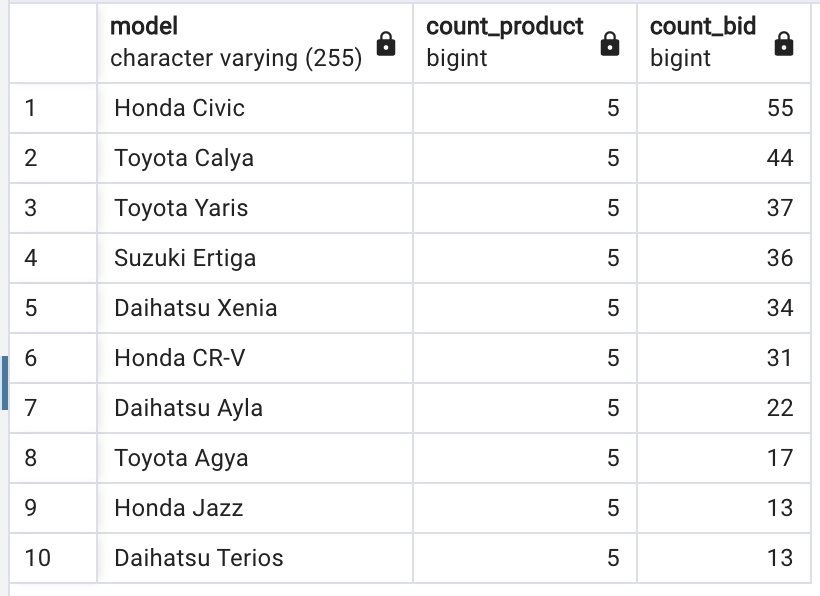 model count_product count_bid
character varying (255) bigint bigint
1 Honda Civic 5 55
2 Toyota Calya 5 44
3 Toyota Yaris 5 37
4 Suzuki Ertiga 5 36
5 Daihatsu Xenia 5 34
6 Honda CR-V 5 31
7 Daihatsu Ayla 5 22
8 Toyota Agya 5 17
9 Honda Jazz 5 13
10 Daihatsu Terios 5 13